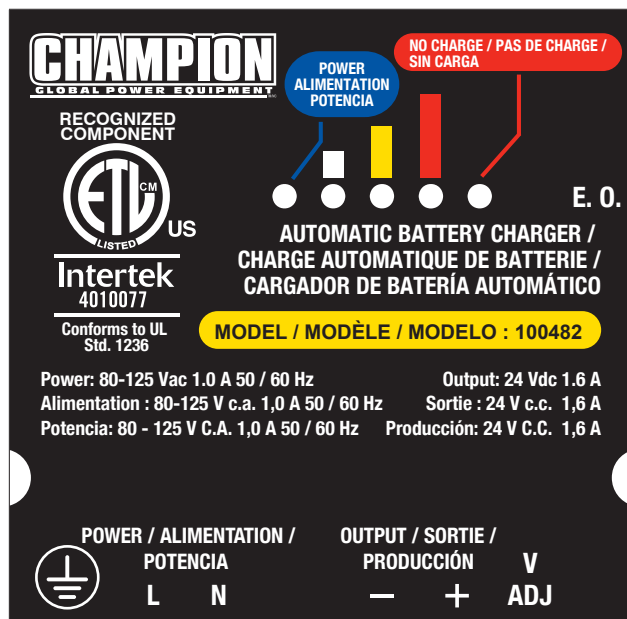 CHAMPION
GLOBAL POWER EQUIPMENT
POWER
ALIMENTATION
POTENCIA
NO CHARGE / PAS DE CHARGE /
SIN CARGA
RECOGNIZED
COMPONENT
ETL CM
LISTED
US
Intertek
4010077
Conforms to UL
Std. 1236
E. O.
AUTOMATIC BATTERY CHARGER /
CHARGE AUTOMATIQUE DE BATTERIE /
CARGADOR DE BATERÍA AUTOMÁTICO
MODEL / MODÈLE / MODELO : 100482
Power: 80-125 Vac 1.0 A 50 / 60 Hz Output: 24 Vdc 1.6 A
Alimentation : 80-125 V c.a. 1,0 A 50 / 60 Hz Sortie : 24 V c.c. 1,6 A
Potencia: 80 - 125 V C.A. 1,0 A 50 / 60 Hz Producción: 24 V C.C. 1,6 A
POWER / ALIMENTATION /
POTENCIA
L N
OUTPUT / SORTIE /
PRODUCCIÓN
− +
V
ADJ